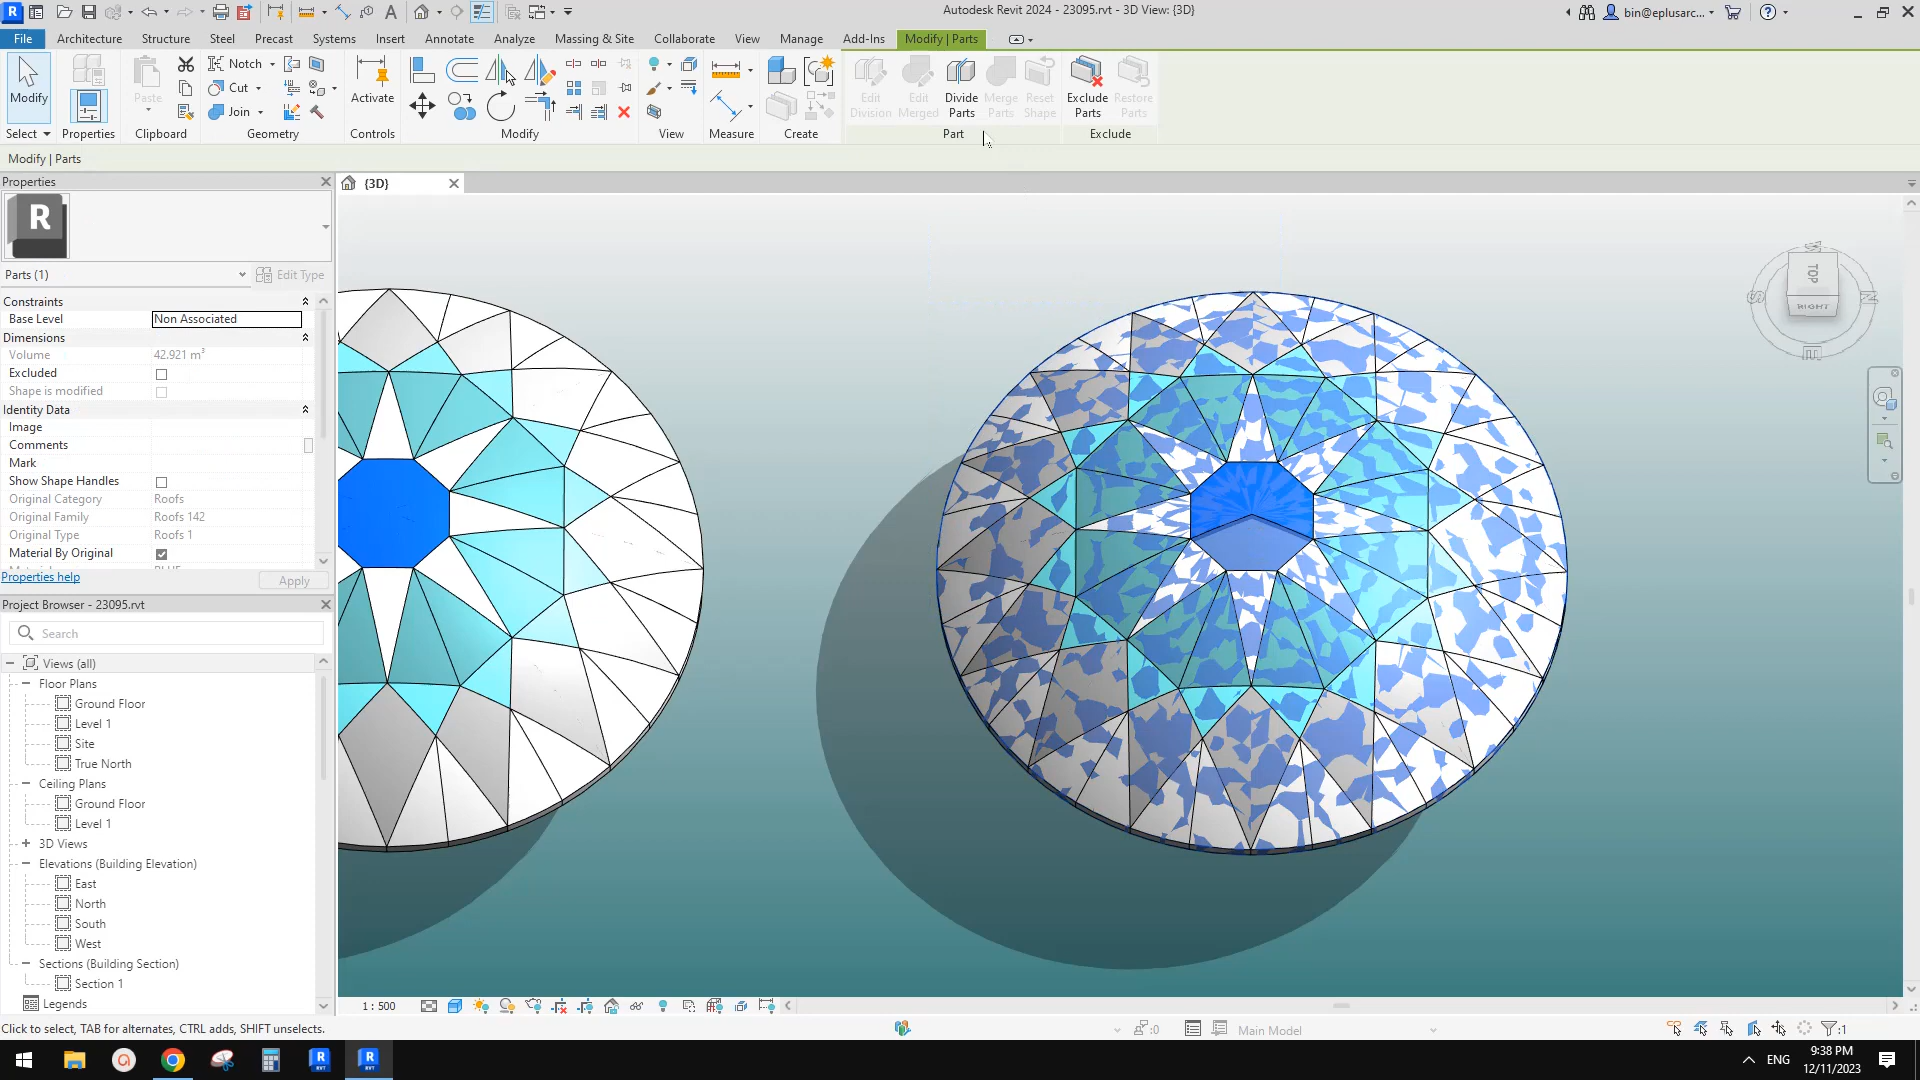 Autodesk Revit 2024 - 23095.rvt - 3D View: {3D}
bin@eplusarc...
File Architecture Structure Steel Precast Systems Insert Annotate Analyze Massing & Site Collaborate View Manage Add-Ins Modify | Parts
Modify
Select
Properties
Paste
Clipboard
Notch
Cut
Join
Geometry
Activate
Controls
Modify
View
Measure
Create
Edit Division
Edit Merged
Divide Parts
Merge Parts
Reset Shape
Part
Exclude Parts
Restore Parts
Exclude
Modify | Parts
Properties
{3D}
R
Parts (1)
Edit Type
Constraints
Base Level Non Associated
Dimensions
Volume 42.921 m³
Excluded
Shape is modified
Identity Data
Image
Comments
Mark
Show Shape Handles
Original Category Roofs
Original Family Roofs 142
Original Type Roofs 1
Material By Original
Properties help
Apply
Project Browser - 23095.rvt
Search
Views (all)
Floor Plans
Ground Floor
Level 1
Site
True North
Ceiling Plans
Ground Floor
Level 1
3D Views
Elevations (Building Elevation)
East
North
South
West
Sections (Building Section)
Section 1
Legends
TOP
RIGHT
1 : 500
Click to select, TAB for alternates, CTRL adds, SHIFT unselects.
:0
Main Model
:1
ENG
9:38 PM
12/11/2023